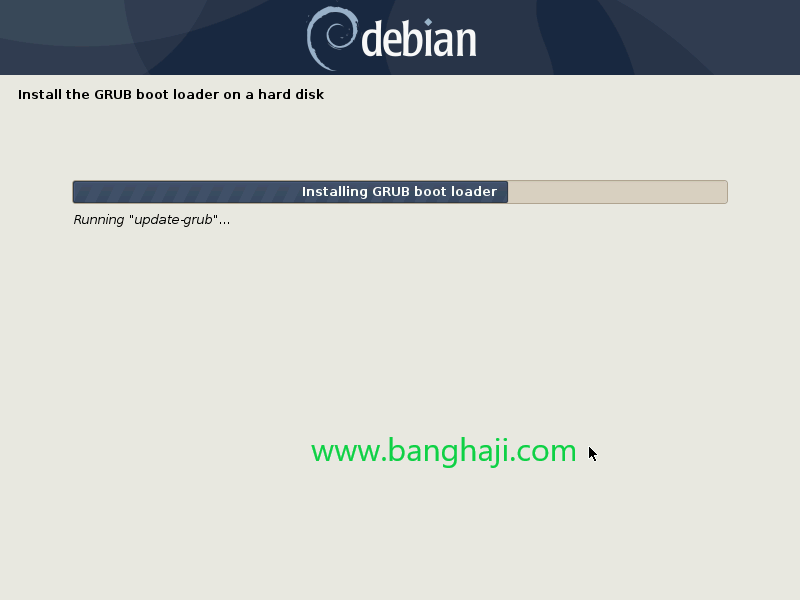 debian
Install the GRUB boot loader on a hard disk
Installing GRUB boot loader
Running "update-grub"...
www.banghaji.com